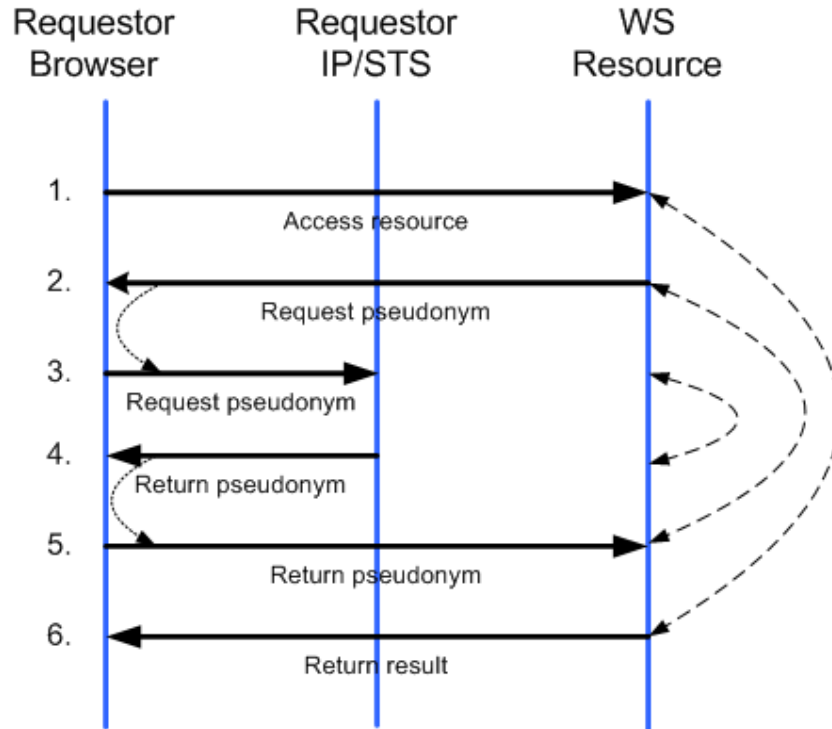 Requestor Browser
Requestor IP/STS
WS Resource
1.
Access resource
2.
Request pseudonym
3.
Request pseudonym
4.
Return pseudonym
5.
Return pseudonym
6.
Return result